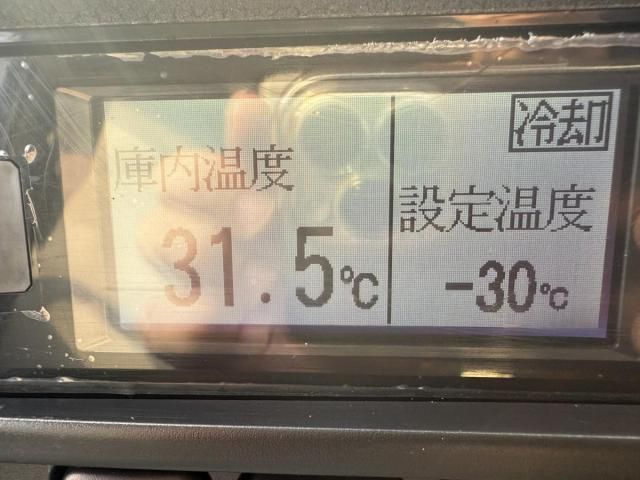 冷却
庫内温度
31.5℃
設定温度
-30℃